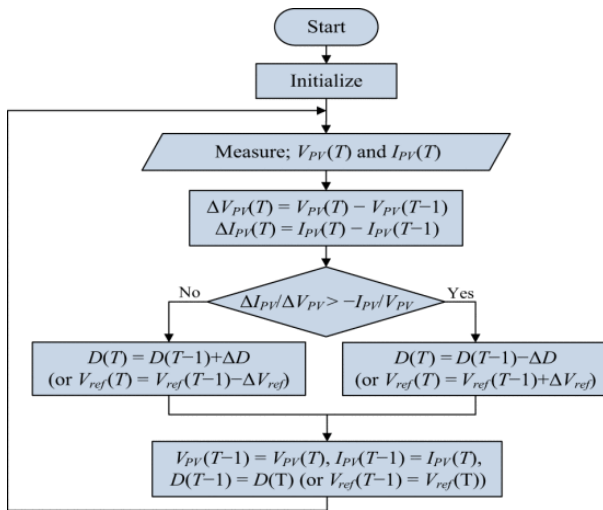 Start
Initialize
Measure; V_PV(T) and I_PV(T)
ΔV_PV(T) = V_PV(T) − V_PV(T−1)
ΔI_PV(T) = I_PV(T) − I_PV(T−1)
ΔI_PV/ΔV_PV > −I_PV/V_PV
No
Yes
D(T) = D(T−1)+ΔD
(or V_ref(T) = V_ref(T−1)−ΔV_ref)
D(T) = D(T−1)−ΔD
(or V_ref(T) = V_ref(T−1)+ΔV_ref)
V_PV(T−1) = V_PV(T), I_PV(T−1) = I_PV(T),
D(T−1) = D(T) (or V_ref(T−1) = V_ref(T))